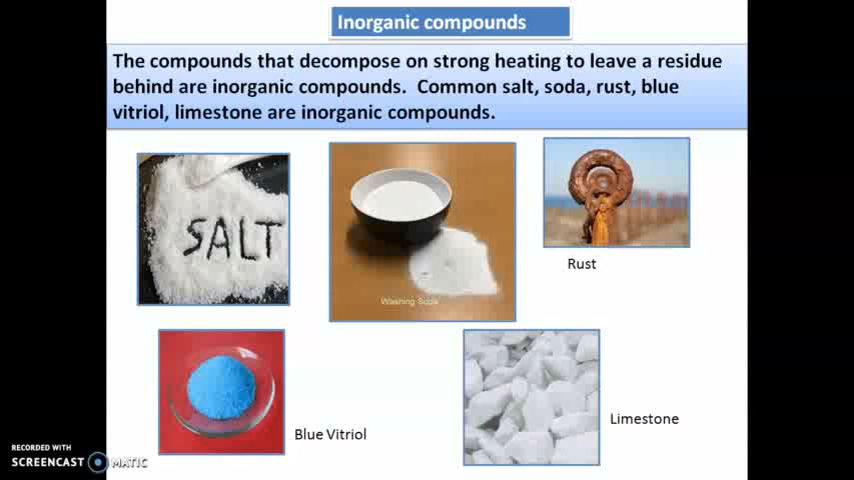 Inorganic compounds
The compounds that decompose on strong heating to leave a residue
behind are inorganic compounds. Common salt, soda, rust, blue
vitriol, limestone are inorganic compounds.
SALT
Washing Soda
Rust
Blue Vitriol
Limestone
RECORDED WITH
SCREENCAST MATIC